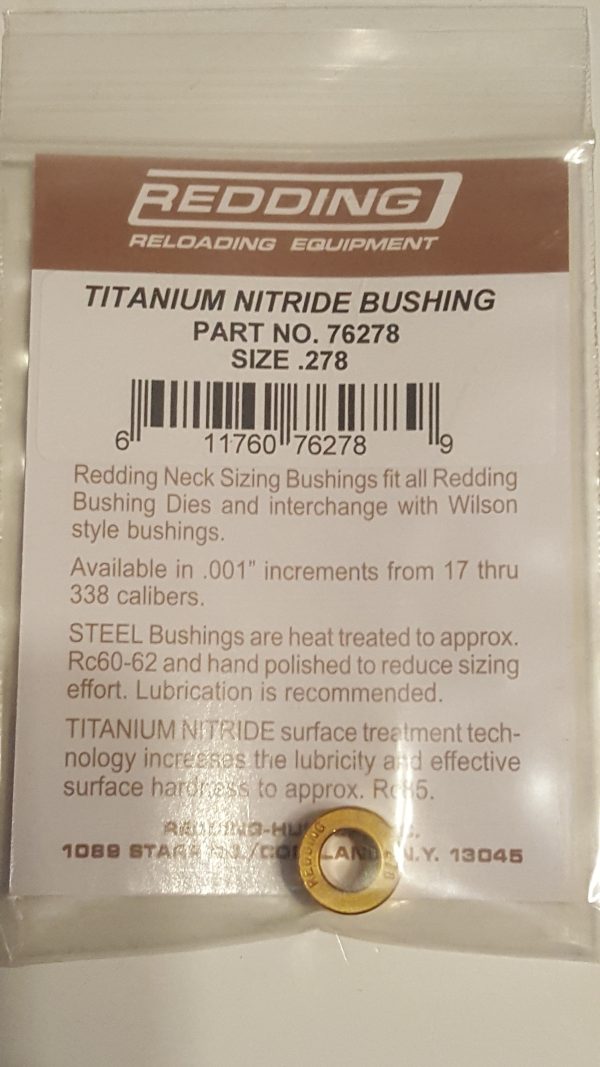 REDDING
RELOADING EQUIPMENT
TITANIUM NITRIDE BUSHING
PART NO. 76278
SIZE .278
6 11760 76278 9
Redding Neck Sizing Bushings fit all Redding
Bushing Dies and interchange with Wilson
style bushings.
Available in .001" increments from 17 thru
338 calibers.
STEEL Bushings are heat treated to approx.
Rc60-62 and hand polished to reduce sizing
effort. Lubrication is recommended.
TITANIUM NITRIDE surface treatment tech-
nology increases the lubricity and effective
surface hardness to approx. Rc85.
1089 STARR N.Y. 13045
REDDING